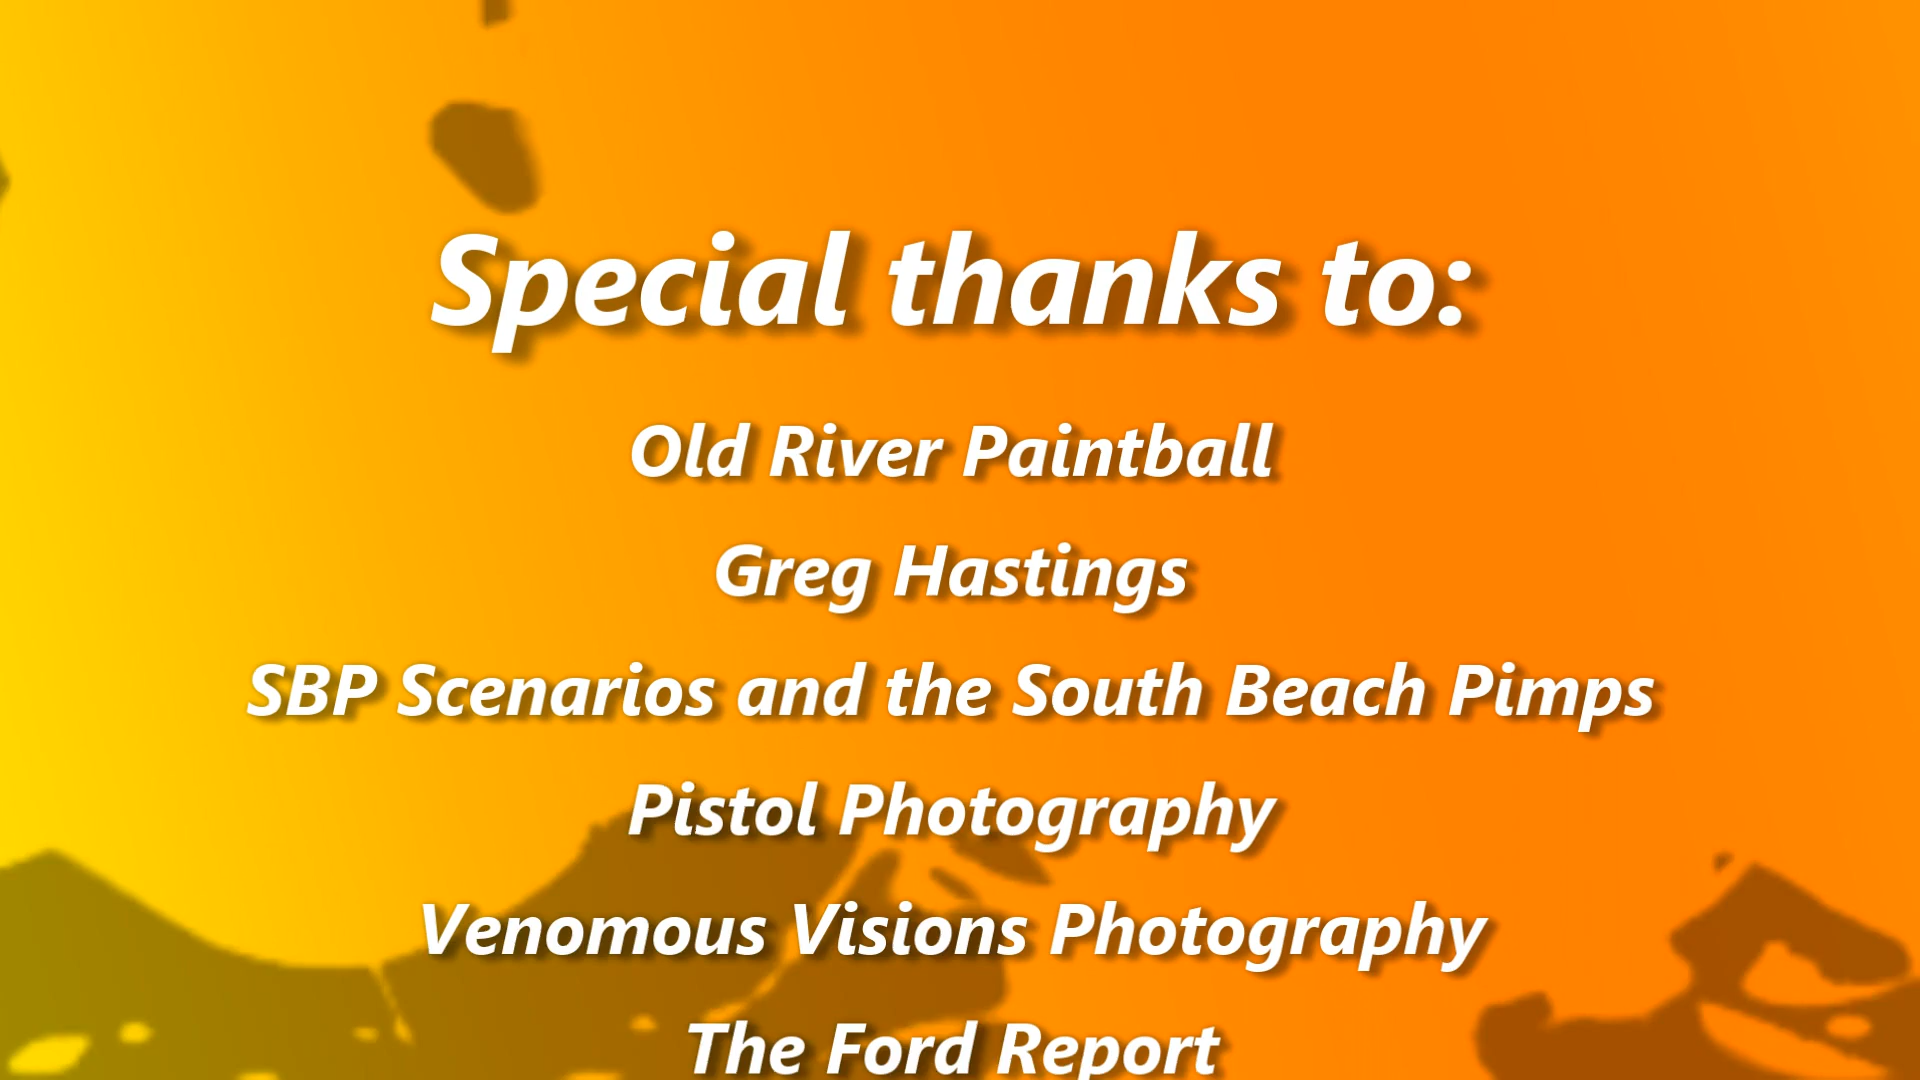 Special thanks to:
Old River Paintball
Greg Hastings
SBP Scenarios and the South Beach Pimps
Pistol Photography
Venomous Visions Photography
The Ford Report